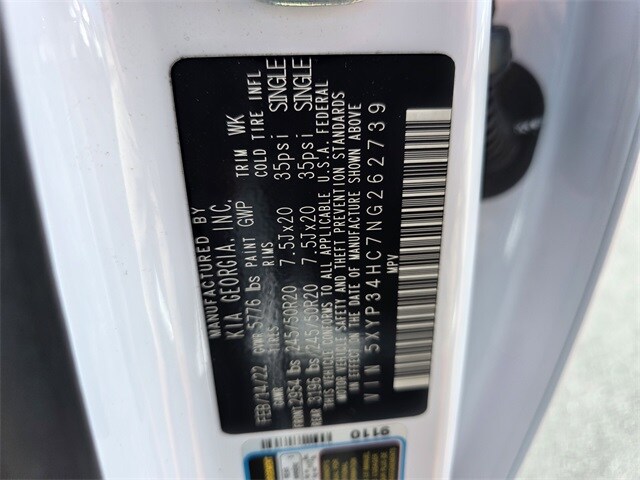 MANUFACTURED BY
KIA GEORGIA, INC.
FEB/14/22 PAINT GWP TRIM WK
GVWR 5776 lbs
GAWR TIRES RIMS COLD TIRE INFL
FRONT 2954 lbs 245/50R20 7.5Jx20 35psi SINGLE
REAR 3196 lbs 245/50R20 7.5Jx20 35psi SINGLE
THIS VEHICLE CONFORMS TO ALL APPLICABLE U.S.A. FEDERAL
MOTOR VEHICLE SAFETY AND THEFT PREVENTION STANDARDS
IN EFFECT ON THE DATE OF MANUFACTURE SHOWN ABOVE
VIN 5XYP34HC7NG262739
MPV
9110